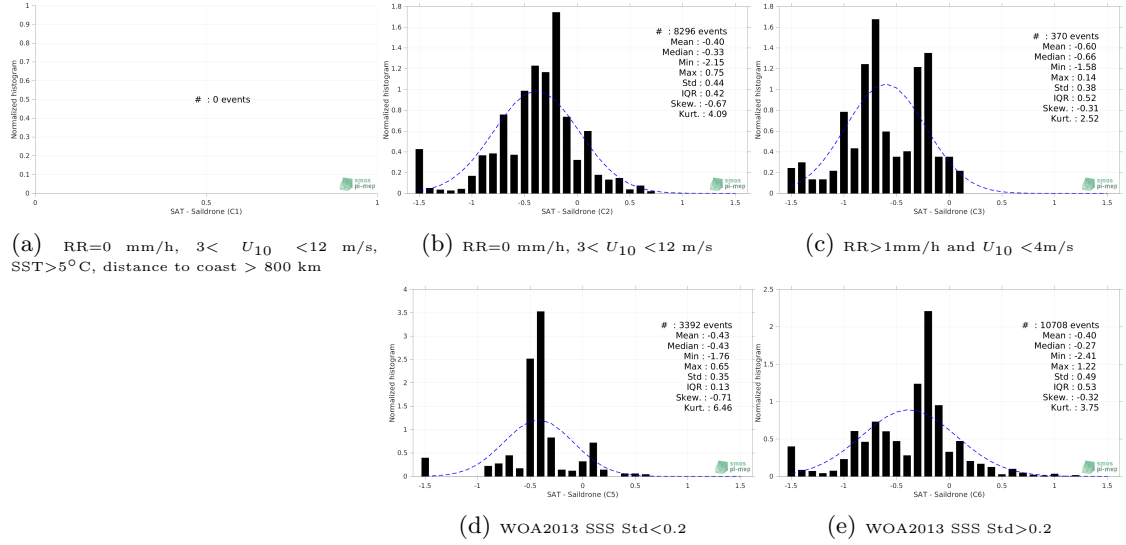 1
0.9
0.8
0.7
0.6
0.5
0.4
0.3
0.2
0.1
0
Normalized histogram
# : 0 events
smos
pi-mep
0 0.5 1
SAT - Saildrone (C1)
(a) RR=0 mm/h, 3< U10 <12 m/s,
SST>5°C, distance to coast > 800 km
1.8
1.6
1.4
1.2
1
0.8
0.6
0.4
0.2
0
Normalized histogram
# : 8296 events
Mean : -0.40
Median : -0.33
Min : -2.15
Max : 0.75
Std : 0.44
IQR : 0.42
Skew. : -0.67
Kurt. : 4.09
smos
pi-mep
-1.5 -1 -0.5 0 0.5 1 1.5
SAT - Saildrone (C2)
(b) RR=0 mm/h, 3< U10 <12 m/s
1.8
1.6
1.4
1.2
1
0.8
0.6
0.4
0.2
0
Normalized histogram
# : 370 events
Mean : -0.60
Median : -0.66
Min : -1.58
Max : 0.14
Std : 0.38
IQR : 0.52
Skew. : -0.31
Kurt. : 2.52
smos
pi-mep
-1.5 -1 -0.5 0 0.5 1 1.5
SAT - Saildrone (C3)
(c) RR>1mm/h and U10 <4m/s
4
3.5
3
2.5
2
1.5
1
0.5
0
Normalized histogram
# : 3392 events
Mean : -0.43
Median : -0.43
Min : -1.76
Max : 0.65
Std : 0.35
IQR : 0.13
Skew. : -0.71
Kurt. : 6.46
smos
pi-mep
-1.5 -1 -0.5 0 0.5 1 1.5
SAT - Saildrone (C5)
(d) WOA2013 SSS Std<0.2
2.5
2
1.5
1
0.5
0
Normalized histogram
# : 10708 events
Mean : -0.40
Median : -0.27
Min : -2.41
Max : 1.22
Std : 0.49
IQR : 0.53
Skew. : -0.32
Kurt. : 3.75
smos
pi-mep
-1.5 -1 -0.5 0 0.5 1 1.5
SAT - Saildrone (C6)
(e) WOA2013 SSS Std>0.2